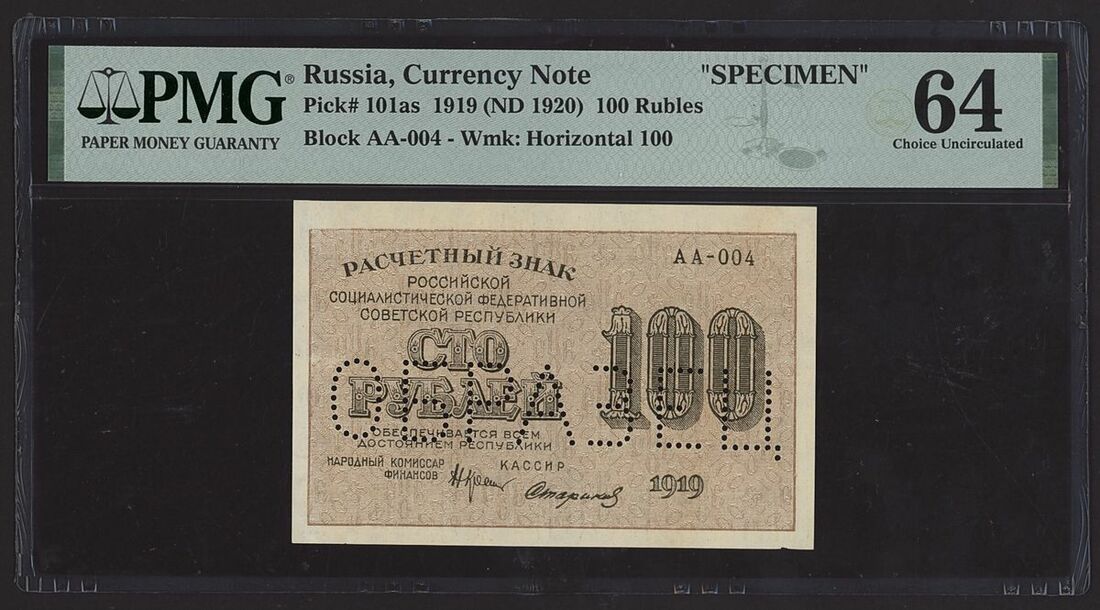 PMG®
PAPER MONEY GUARANTY
Russia, Currency Note "SPECIMEN"
Pick# 101as 1919 (ND 1920) 100 Rubles
Block AA-004 - Wmk: Horizontal 100
64
Choice Uncirculated
РАСЧЕТНЫЙ ЗНАК
АА-004
РОССИЙСКОЙ
СОЦИАЛИСТИЧЕСКОЙ ФЕДЕРАТИВНОЙ
СОВЕТСКОЙ РЕСПУБЛИКИ
СТО
РУБЛЕЙ
100
ОБРАЗЕЦ
ОБЕСПЕЧИВАЕТСЯ ВСЕМ
ДОСТОЯНИЕМ РЕСПУБЛИКИ
НАРОДНЫЙ КОМИССАР
ФИНАНСОВ
КАССИР
Стариков
1919